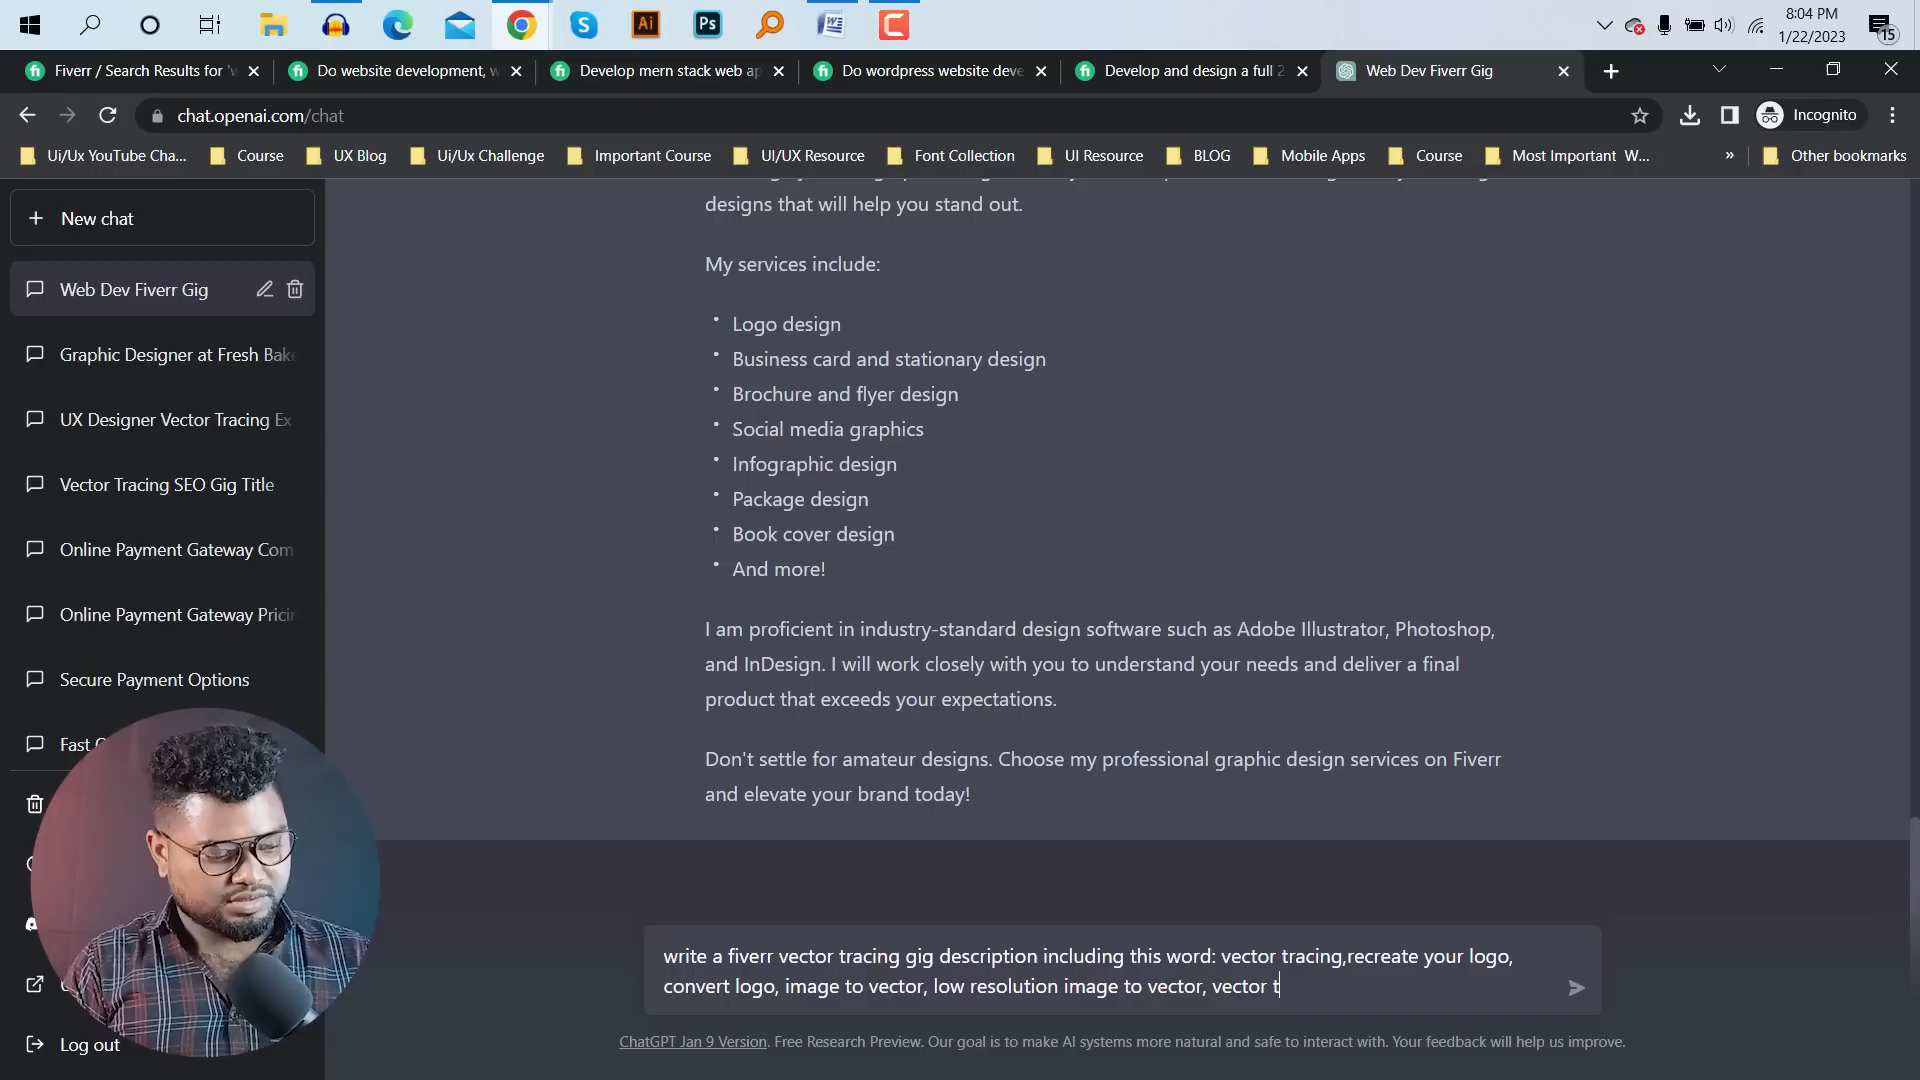 8:04 PM
1/22/2023
15
Fiverr / Search Results for 'w
Do website development, w
Develop mern stack web ap
Do wordpress website deve
Develop and design a full 2
Web Dev Fiverr Gig
chat.openai.com/chat
Incognito
Ui/Ux YouTube Cha...
Course
UX Blog
Ui/Ux Challenge
Important Course
UI/UX Resource
Font Collection
UI Resource
BLOG
Mobile Apps
Course
Most Important W...
»
Other bookmarks
New chat
Web Dev Fiverr Gig
Graphic Designer at Fresh Bake
UX Designer Vector Tracing Ex
Vector Tracing SEO Gig Title
Online Payment Gateway Com
Online Payment Gateway Pricin
Secure Payment Options
Fast
Log out
designs that will help you stand out.
My services include:
• Logo design
• Business card and stationary design
• Brochure and flyer design
• Social media graphics
• Infographic design
• Package design
• Book cover design
• And more!
I am proficient in industry-standard design software such as Adobe Illustrator, Photoshop,
and InDesign. I will work closely with you to understand your needs and deliver a final
product that exceeds your expectations.
Don't settle for amateur designs. Choose my professional graphic design services on Fiverr
and elevate your brand today!
write a fiverr vector tracing gig description including this word: vector tracing,recreate your logo,
convert logo, image to vector, low resolution image to vector, vector t
ChatGPT Jan 9 Version. Free Research Preview. Our goal is to make AI systems more natural and safe to interact with. Your feedback will help us improve.